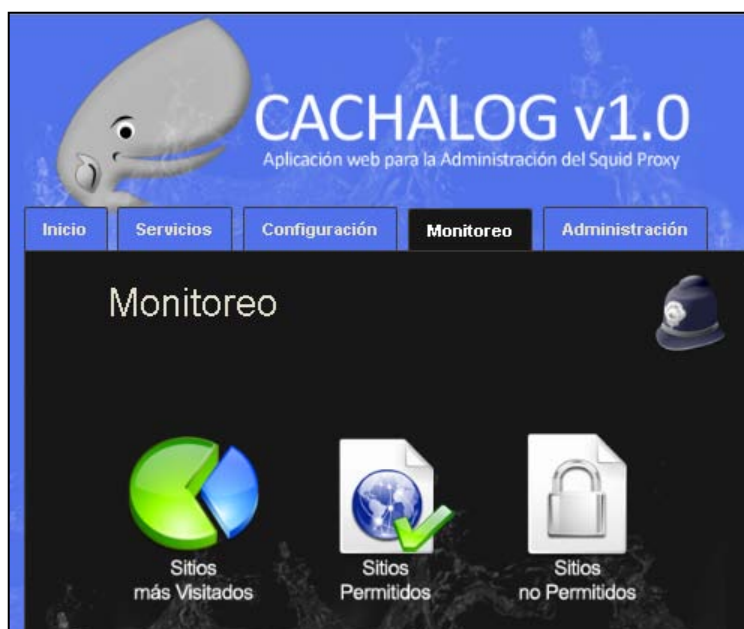 CACHALOG v1.0
Aplicación web para la Administración del Squid Proxy
Inicio Servicios Configuración Monitoreo Administración
Monitoreo
Sitios
más Visitados
Sitios
Permitidos
Sitios
no Permitidos